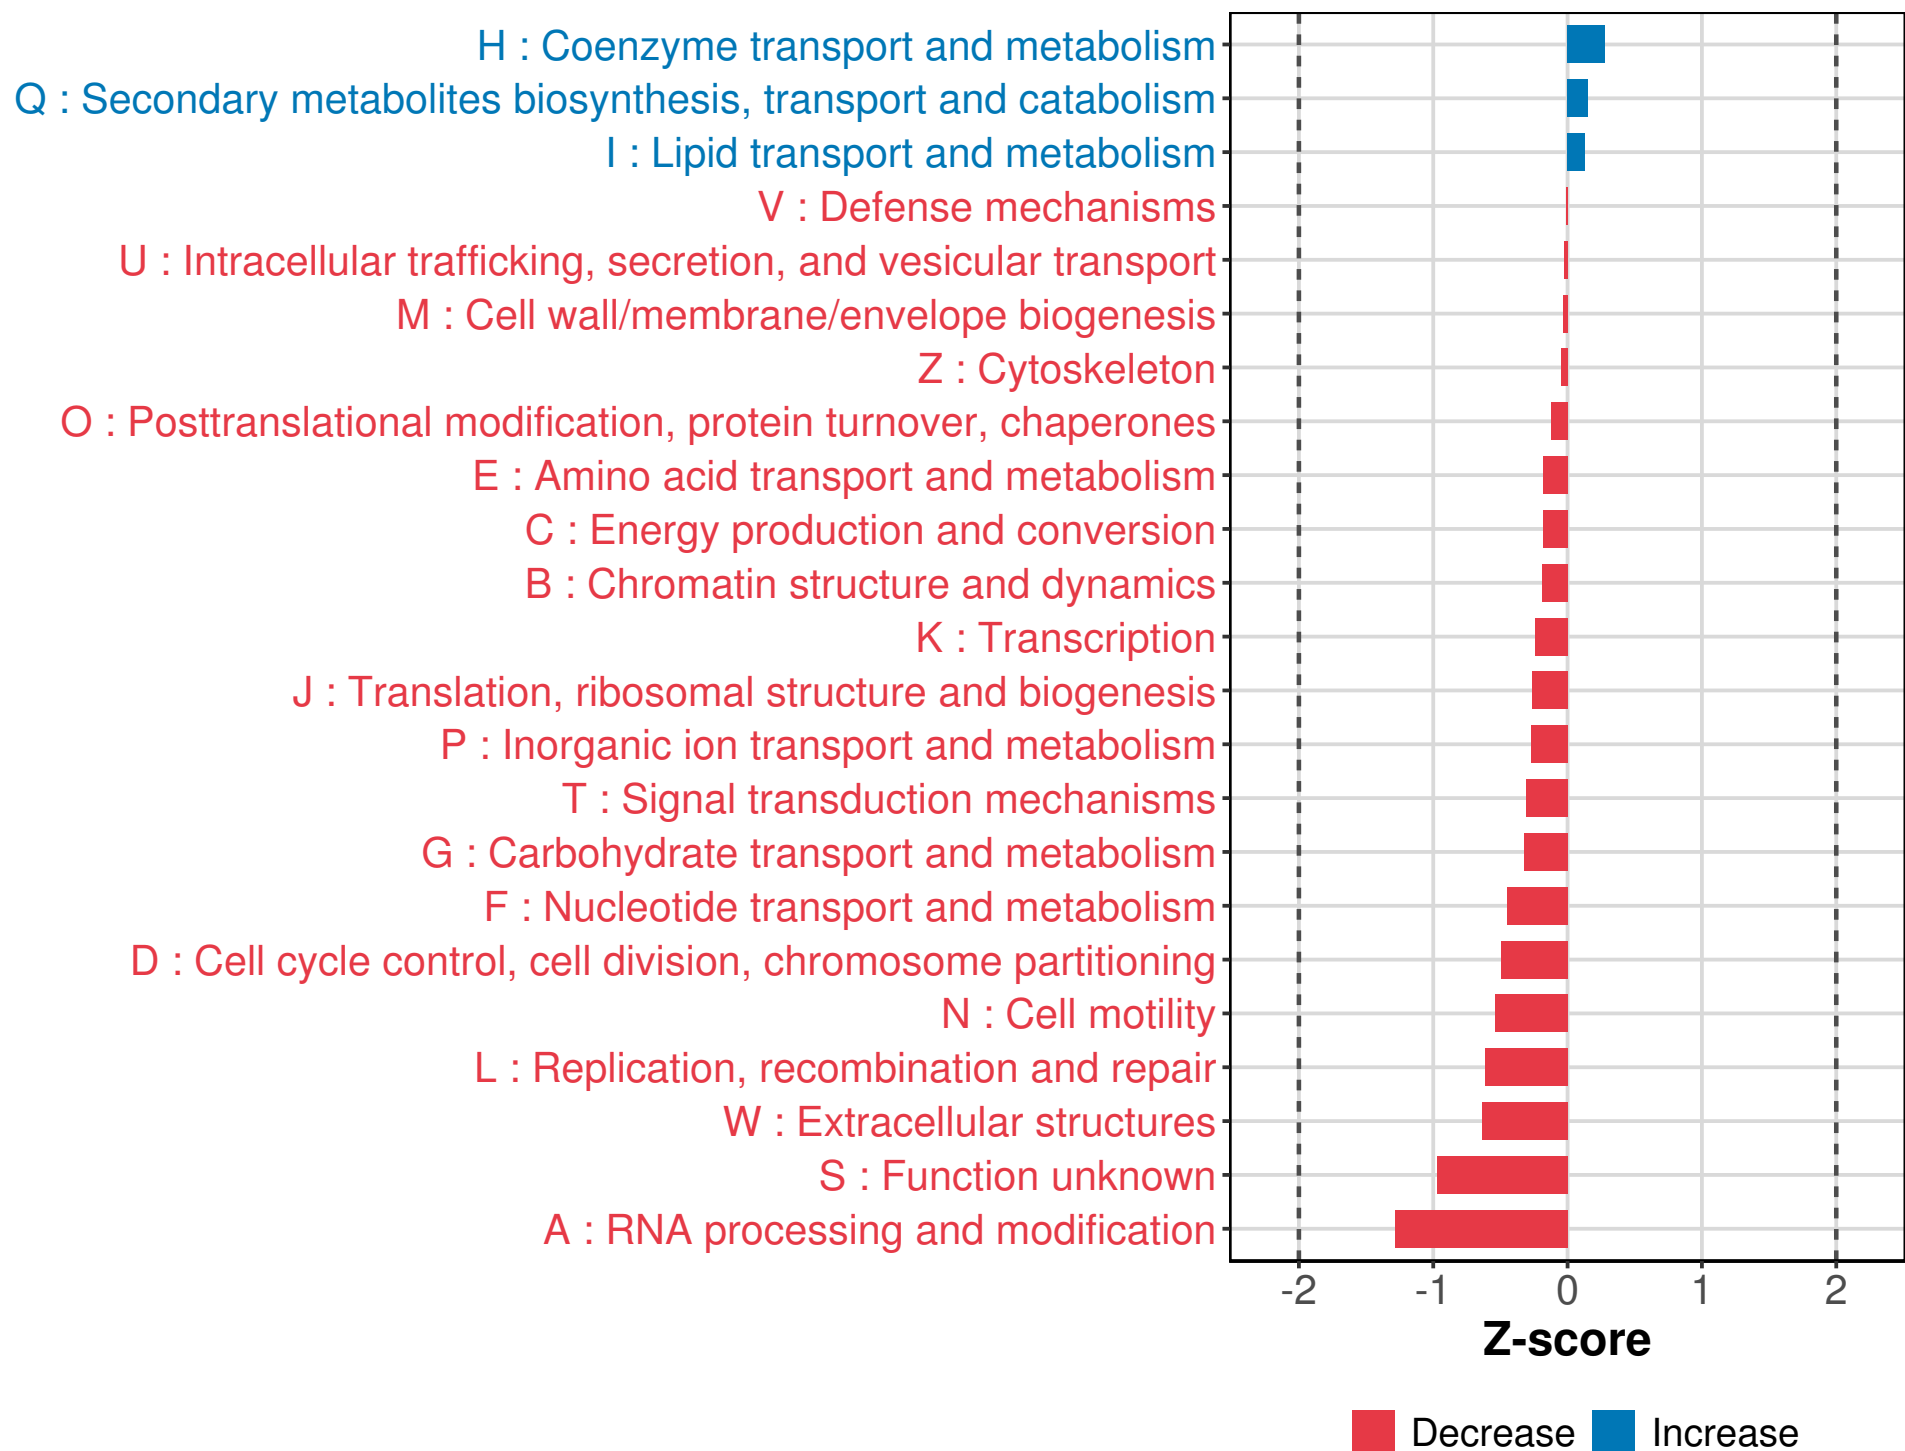 H : Coenzyme transport and metabolism
Q : Secondary metabolites biosynthesis, transport and catabolism
I : Lipid transport and metabolism
V : Defense mechanisms
U : Intracellular trafficking, secretion, and vesicular transport
M : Cell wall/membrane/envelope biogenesis
Z : Cytoskeleton
O : Posttranslational modification, protein turnover, chaperones
E : Amino acid transport and metabolism
C : Energy production and conversion
B : Chromatin structure and dynamics
K : Transcription
J : Translation, ribosomal structure and biogenesis
P : Inorganic ion transport and metabolism
T : Signal transduction mechanisms
G : Carbohydrate transport and metabolism
F : Nucleotide transport and metabolism
D : Cell cycle control, cell division, chromosome partitioning
N : Cell motility
L : Replication, recombination and repair
W : Extracellular structures
S : Function unknown
A : RNA processing and modification
-2 -1 0 1 2
Z-score
Decrease Increase